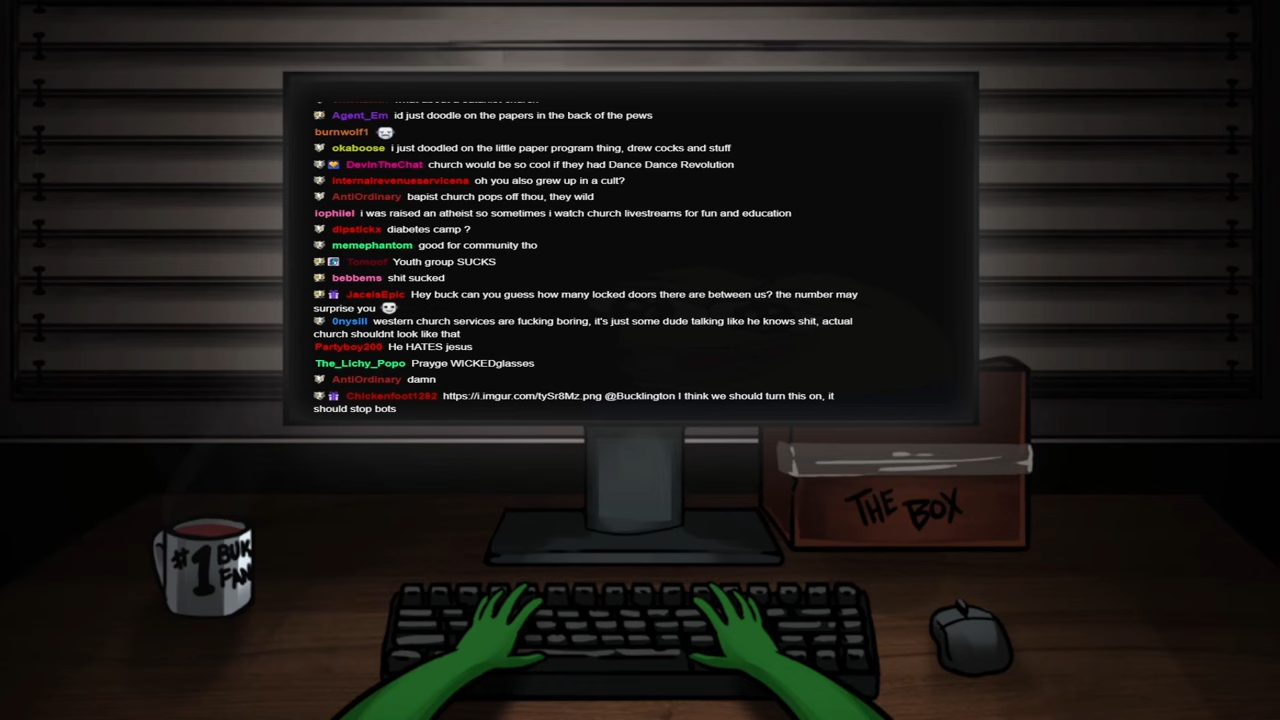 Agent_Em id just doodle on the papers in the back of the pews
burnwolf1
okaboose i just doodled on the little paper program thing, drew cocks and stuff
DevInTheChat church would be so cool if they had Dance Dance Revolution
internalrevenueservicena oh you also grew up in a cult?
AntiOrdinary bapist church pops off thou, they wild
iophiiel i was raised an atheist so sometimes i watch church livestreams for fun and education
dipstickx diabetes camp ?
memephantom good for community tho
Tomoof Youth group SUCKS
bebbems shit sucked
JaceIsEpic Hey buck can you guess how many locked doors there are between us? the number may
surprise you
0nysiii western church services are fucking boring, it's just some dude talking like he knows shit, actual
church shouldnt look like that
Partyboy200 He HATES jesus
The_Lichy_Popo Prayge WICKEDglasses
AntiOrdinary damn
Chickenfoot1282 https://i.imgur.com/tySr8Mz.png @Bucklington I think we should turn this on, it
should stop bots
THE BOX
#1 BUK
FAN